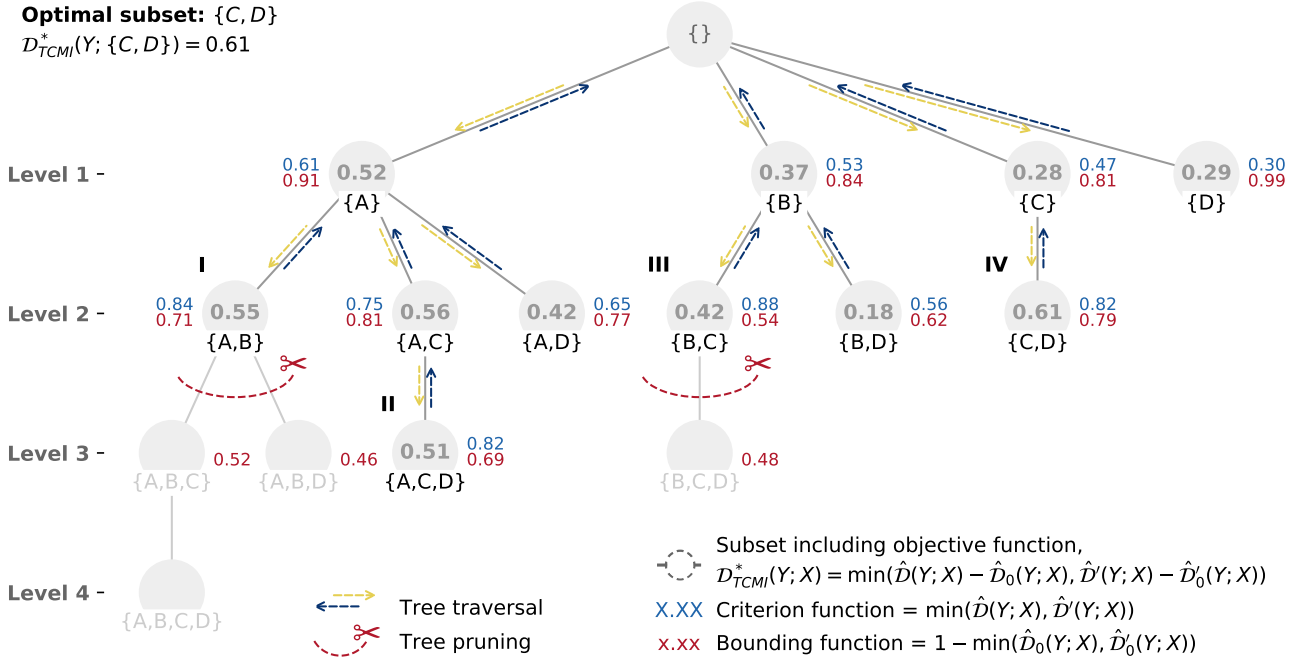 Optimal subset: {C, D}
𝒟*_TCMI(Y; {C, D}) = 0.61
{}
Level 1 -
0.61
0.91
0.52
{A}
0.37
{B}
0.53
0.84
0.28
{C}
0.47
0.81
0.29
{D}
0.30
0.99
I
III
IV
Level 2 -
0.84
0.71
0.55
{A,B}
0.75
0.81
0.56
{A,C}
0.42
{A,D}
0.65
0.77
0.42
{B,C}
0.88
0.54
0.18
{B,D}
0.56
0.62
0.61
{C,D}
0.82
0.79
II
Level 3 -
{A,B,C}
0.52
{A,B,D}
0.46
0.51
{A,C,D}
0.82
0.69
{B,C,D}
0.48
Level 4 -
{A,B,C,D}
Tree traversal
Tree pruning
Subset including objective function,
𝒟*_TCMI(Y; X) = min(𝒟̂(Y; X) − 𝒟̂₀(Y; X), 𝒟̂′(Y; X) − 𝒟̂′₀(Y; X))
X.XX Criterion function = min(𝒟̂(Y; X), 𝒟̂′(Y; X))
x.xx Bounding function = 1 − min(𝒟̂₀(Y; X), 𝒟̂′₀(Y; X))